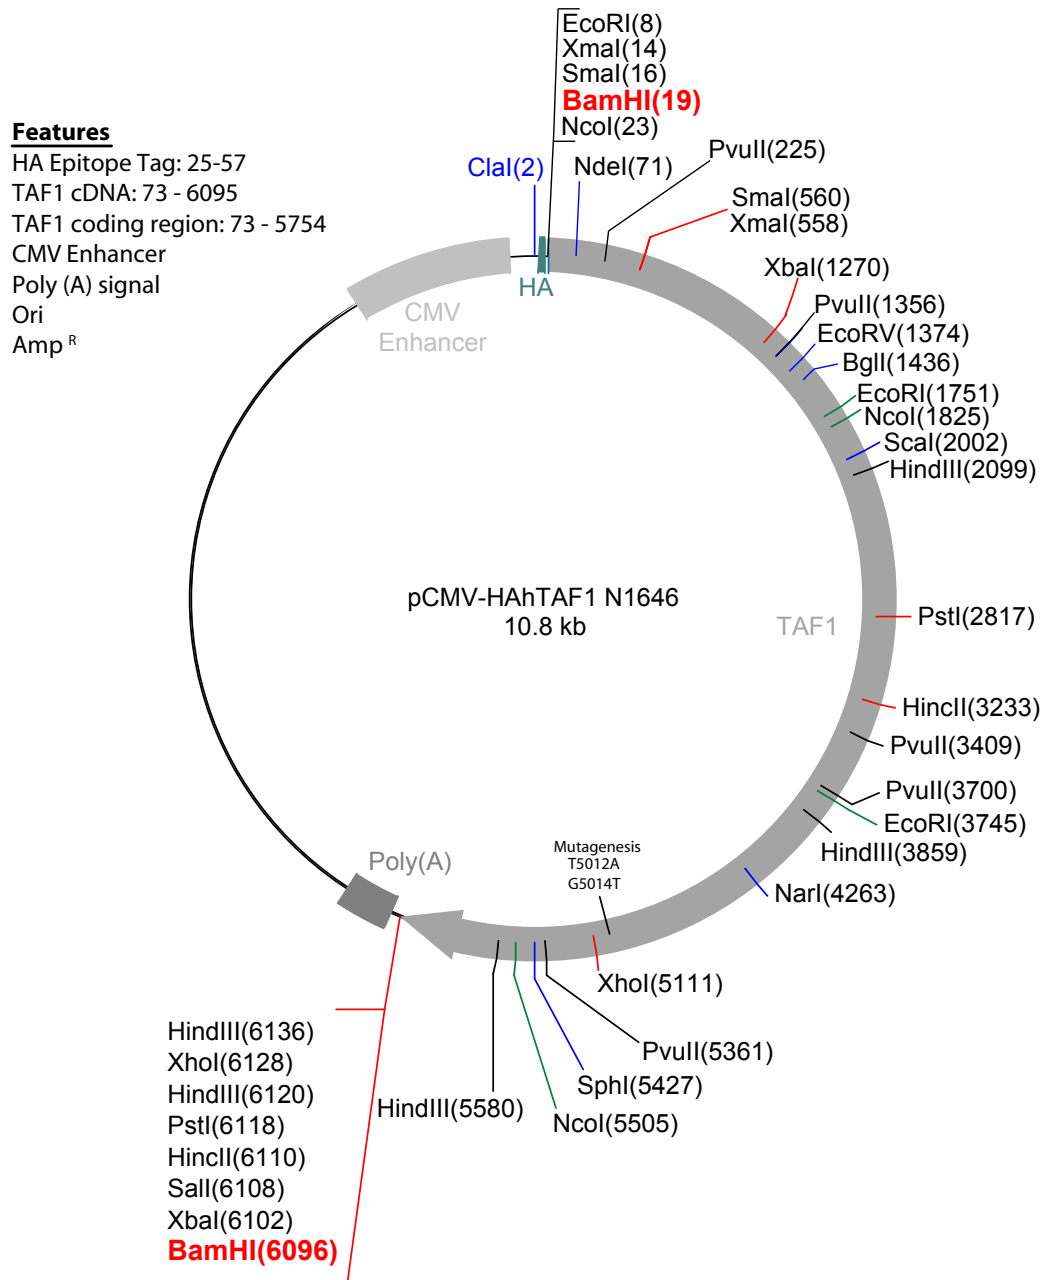 EcoRI(8)
XmaI(14)
SmaI(16)
BamHI(19)
NcoI(23)
Features
HA Epitope Tag: 25-57
TAF1 cDNA: 73 - 6095
TAF1 coding region: 73 - 5754
CMV Enhancer
Poly (A) signal
Ori
Amp R
ClaI(2)
NdeI(71)
PvuII(225)
SmaI(560)
XmaI(558)
XbaI(1270)
PvuII(1356)
EcoRV(1374)
BglI(1436)
EcoRI(1751)
NcoI(1825)
ScaI(2002)
HindIII(2099)
HA
CMV
Enhancer
pCMV-HAhTAF1 N1646
10.8 kb
TAF1
PstI(2817)
HincII(3233)
PvuII(3409)
PvuII(3700)
EcoRI(3745)
HindIII(3859)
NarI(4263)
Mutagenesis
T5012A
G5014T
Poly(A)
XhoI(5111)
PvuII(5361)
SphI(5427)
NcoI(5505)
HindIII(5580)
HindIII(6136)
XhoI(6128)
HindIII(6120)
PstI(6118)
HincII(6110)
SalI(6108)
XbaI(6102)
BamHI(6096)